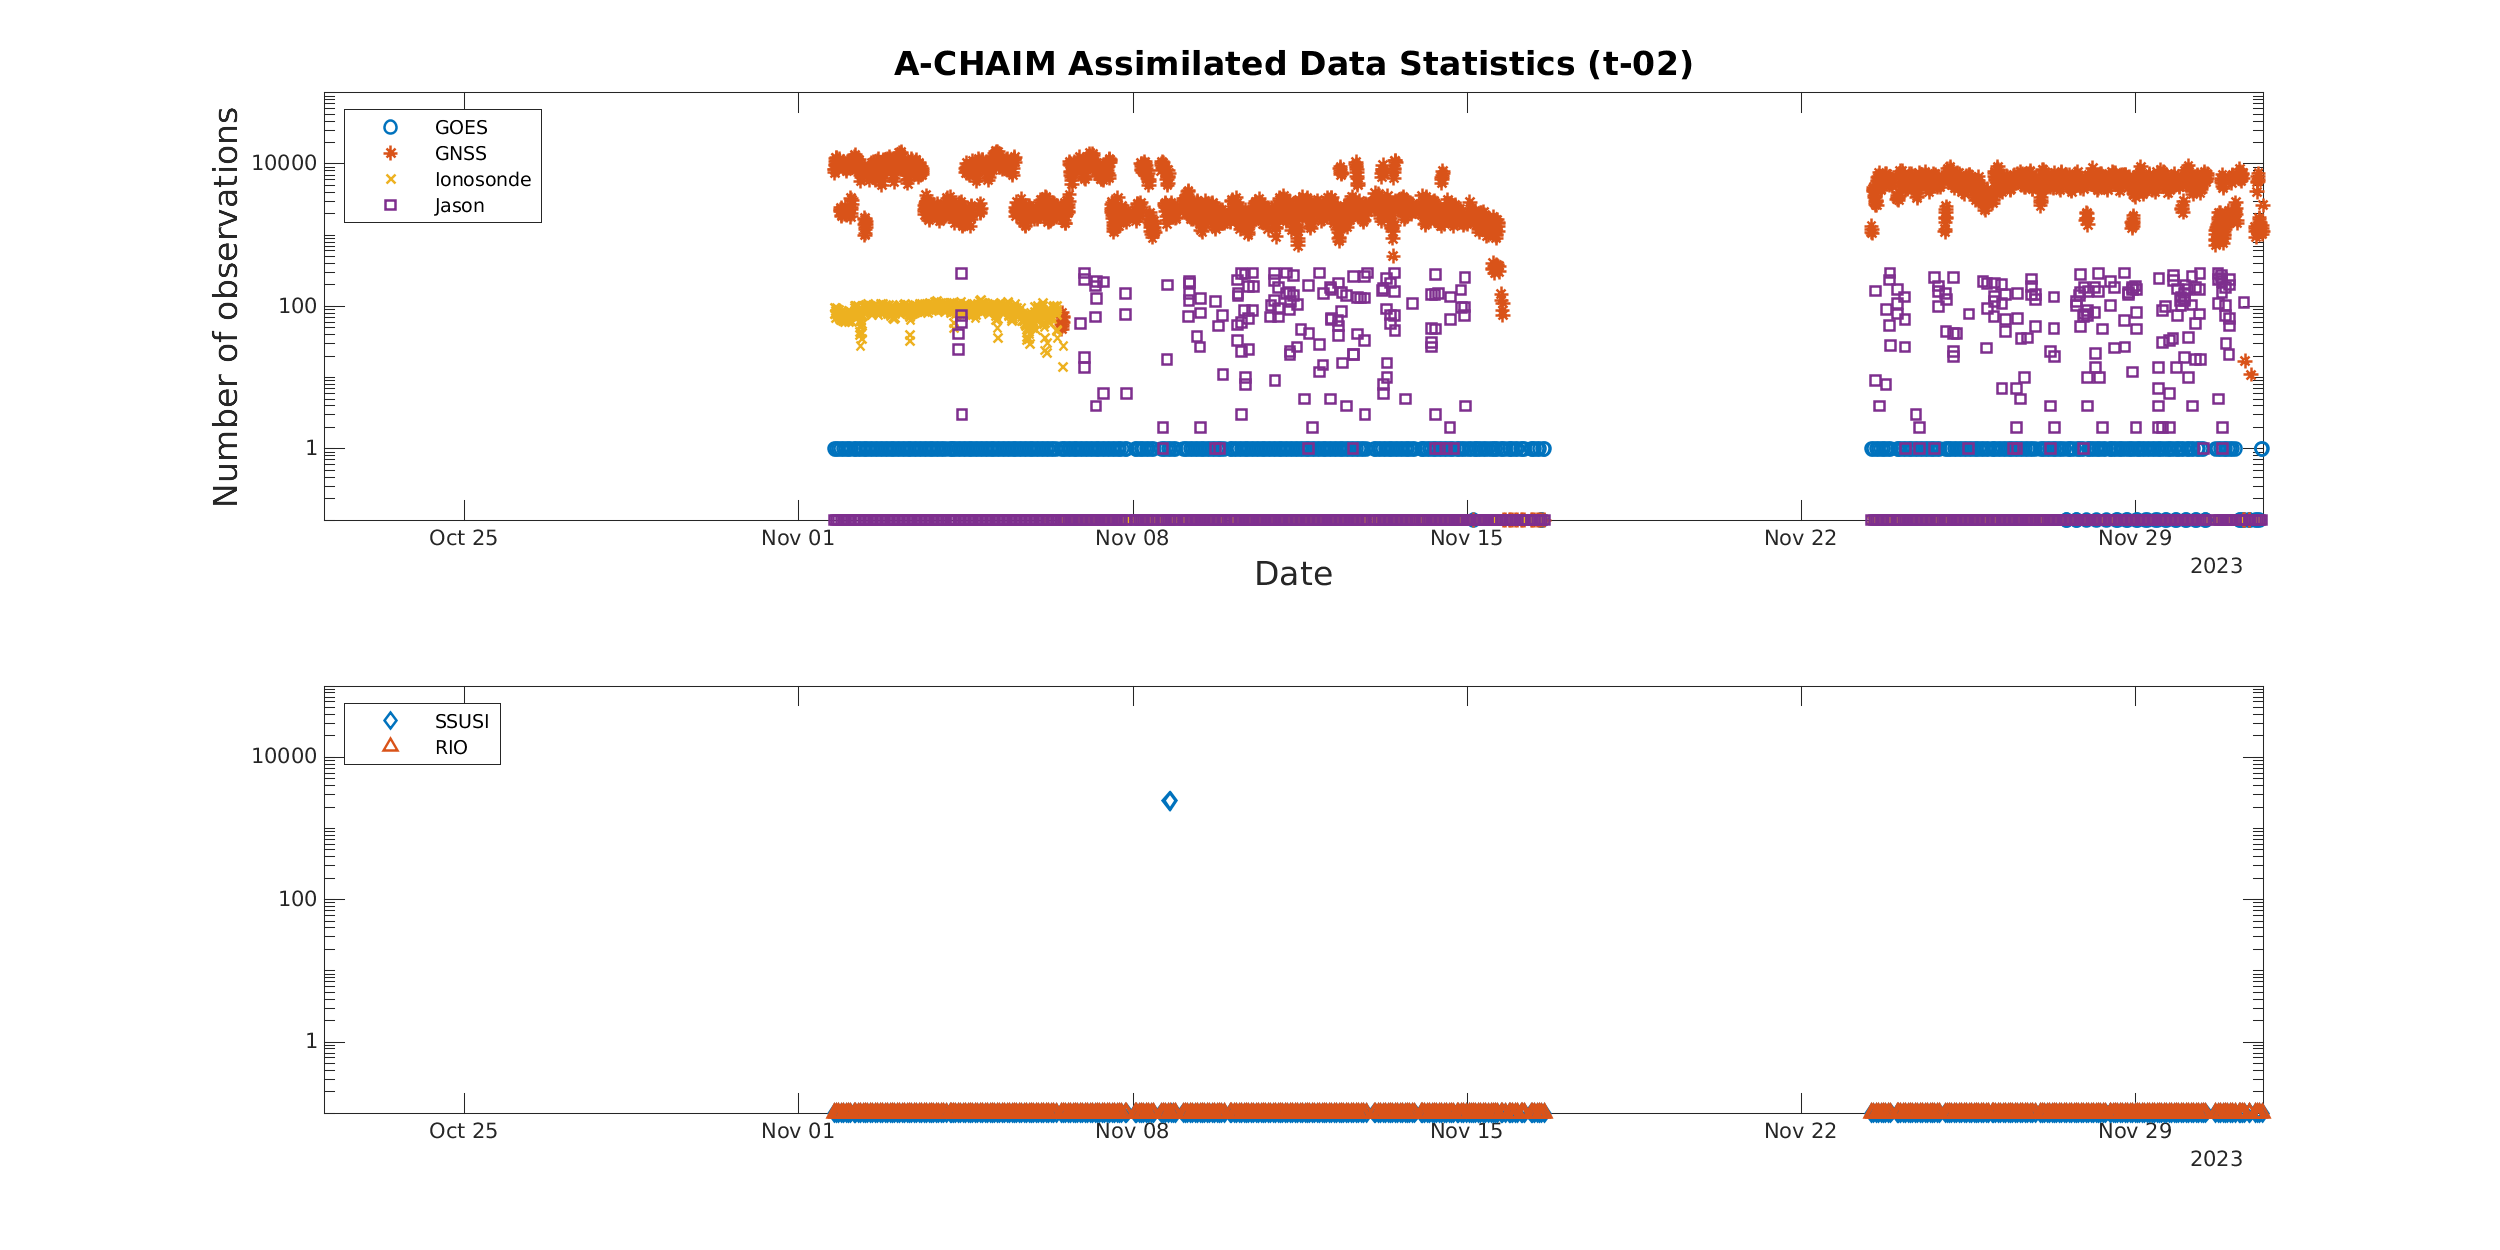 A-CHAIM Assimilated Data Statistics (t-02)
Number of observations
10000
100
1
GOES
GNSS
Ionosonde
Jason
Oct 25
Nov 01
Nov 08
Nov 15
Nov 22
Nov 29
2023
Date
10000
100
1
SSUSI
RIO
Oct 25
Nov 01
Nov 08
Nov 15
Nov 22
Nov 29
2023